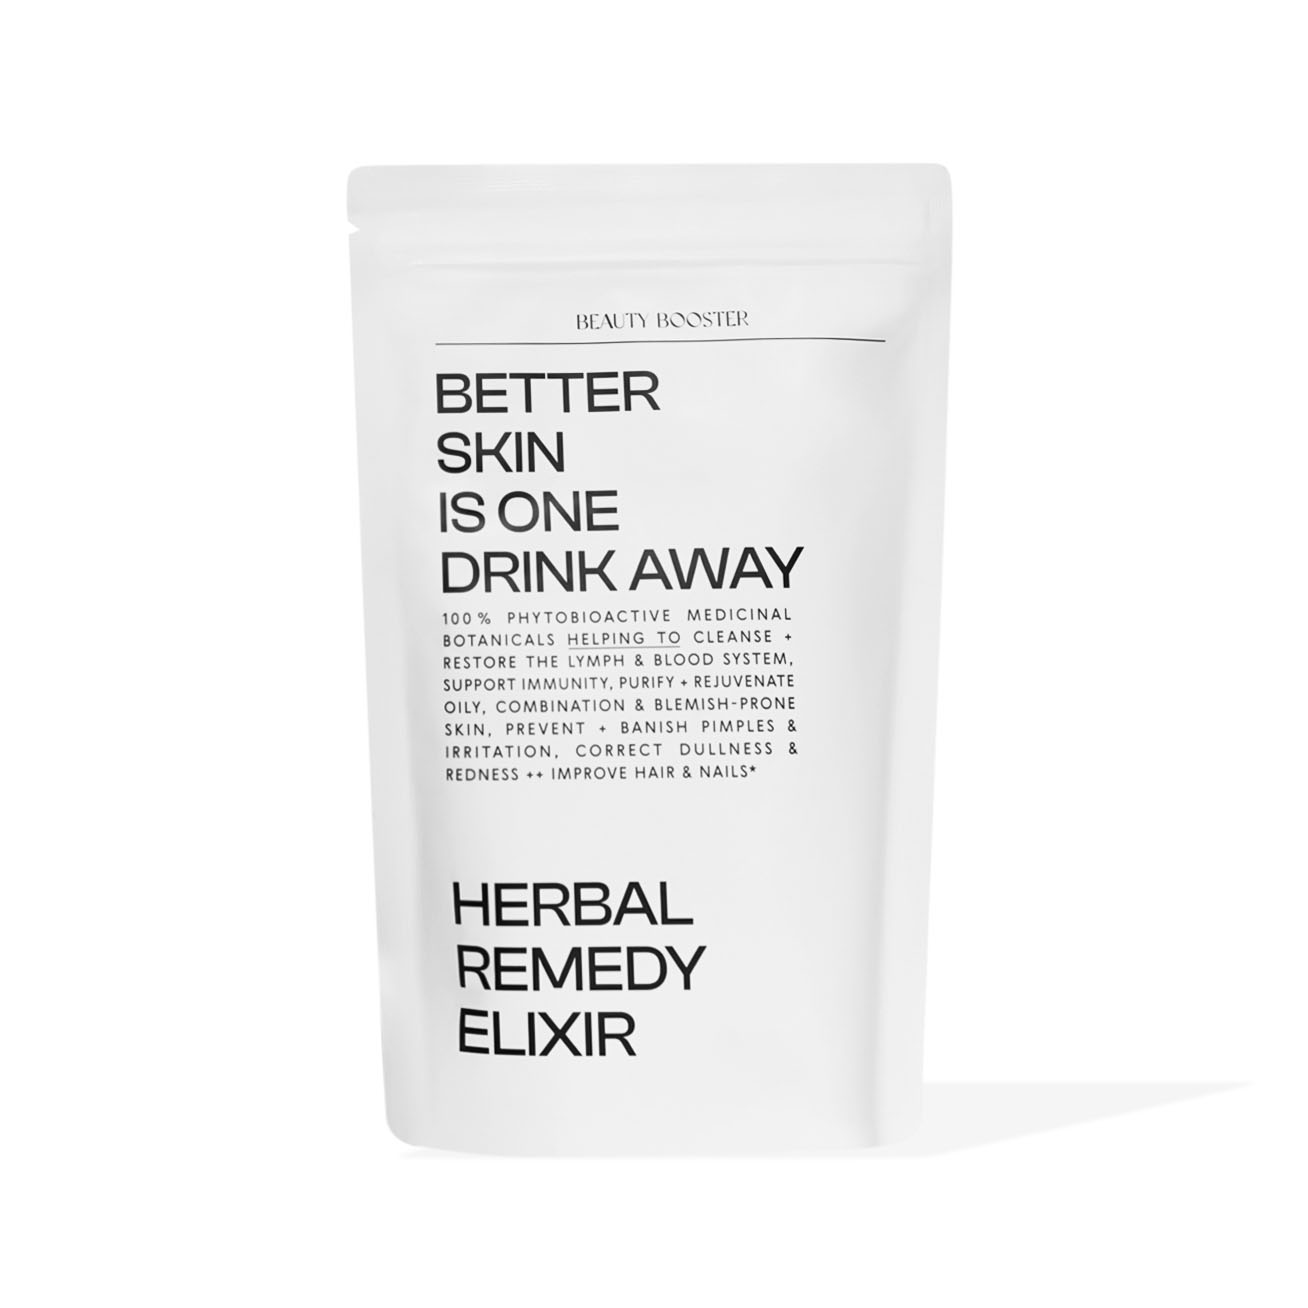 BEAUTY BOOSTER
BETTER
SKIN
IS ONE
DRINK AWAY
100% PHYTOBIOACTIVE MEDICINAL
BOTANICALS HELPING TO CLEANSE +
RESTORE THE LYMPH & BLOOD SYSTEM,
SUPPORT IMMUNITY, PURIFY + REJUVENATE
OILY, COMBINATION & BLEMISH-PRONE
SKIN, PREVENT + BANISH PIMPLES &
IRRITATION, CORRECT DULLNESS &
REDNESS ++ IMPROVE HAIR & NAILS*
HERBAL
REMEDY
ELIXIR